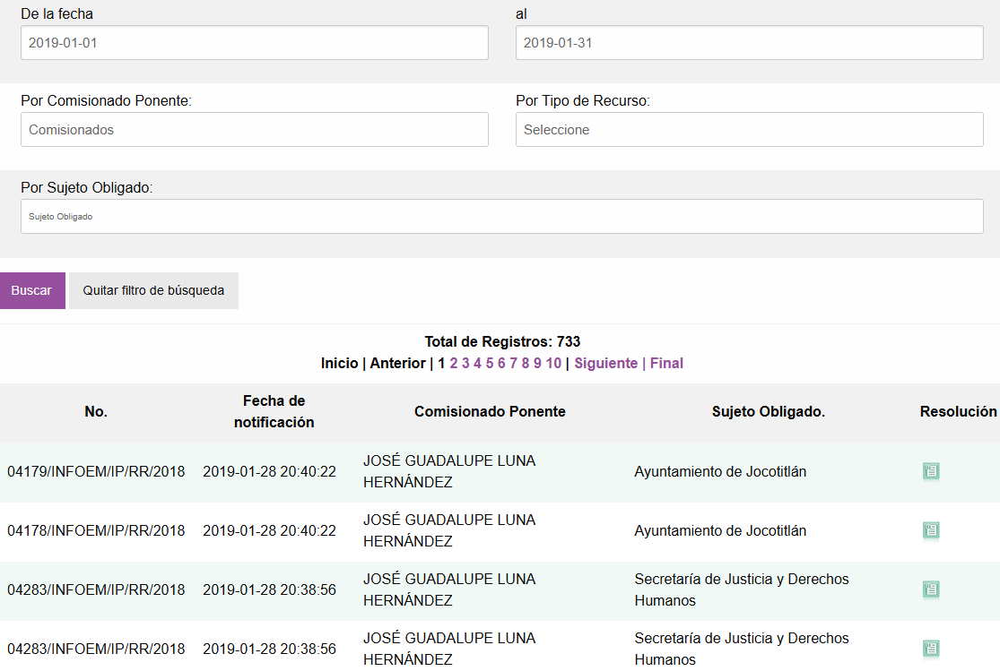 De la fecha
al
2019-01-01
2019-01-31
Por Comisionado Ponente:
Por Tipo de Recurso:
Comisionados
Seleccione
Por Sujeto Obligado:
Sujeto Obligado
Buscar
Quitar filtro de búsqueda
Total de Registros: 733
Inicio | Anterior | 1 2 3 4 5 6 7 8 9 10 | Siguiente | Final
No.
Fecha de
notificación
Comisionado Ponente
Sujeto Obligado.
Resolución
04179/INFOEM/IP/RR/2018
2019-01-28 20:40:22
JOSÉ GUADALUPE LUNA
HERNÁNDEZ
Ayuntamiento de Jocotitlán
04178/INFOEM/IP/RR/2018
2019-01-28 20:40:22
JOSÉ GUADALUPE LUNA
HERNÁNDEZ
Ayuntamiento de Jocotitlán
04283/INFOEM/IP/RR/2018
2019-01-28 20:38:56
JOSÉ GUADALUPE LUNA
HERNÁNDEZ
Secretaría de Justicia y Derechos
Humanos
04283/INFOEM/IP/RR/2018
2019-01-28 20:38:56
JOSÉ GUADALUPE LUNA
HERNÁNDEZ
Secretaría de Justicia y Derechos
Humanos